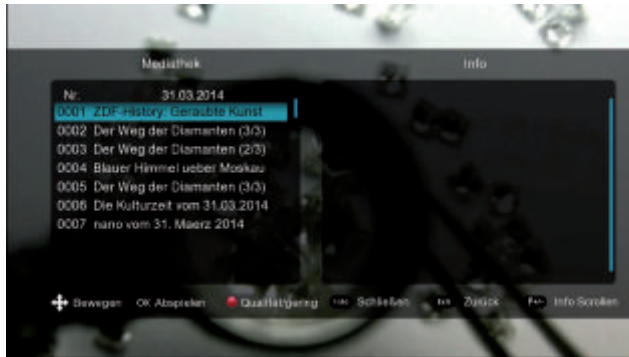 Mediathek
Info
Nr. 31.03.2014
0001 ZDF-History: Geraubte Kunst
0002 Der Weg der Diamanten (3/3)
0003 Der Weg der Diamanten (2/3)
0004 Blauer Himmel ueber Moskau
0005 Der Weg der Diamanten (3/3)
0006 Die Kulturzeit vom 31.03.2014
0007 nano vom 31. Maerz 2014
Bewegen OK Abspielen Qualität/gering Schließen Exit Zurück P+/- Info Scrollen